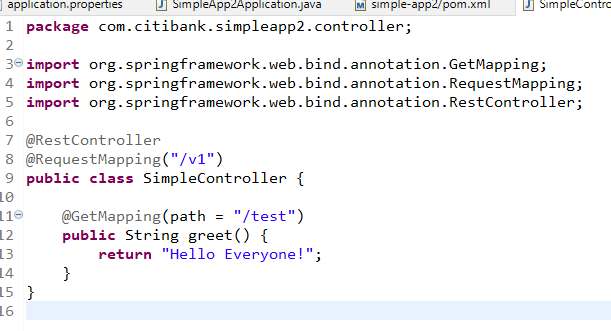 application.properties SimpleApp2Application.java simple-app2/pom.xml SimpleContro
1 package com.citibank.simpleapp2.controller;
2
3 import org.springframework.web.bind.annotation.GetMapping;
4 import org.springframework.web.bind.annotation.RequestMapping;
5 import org.springframework.web.bind.annotation.RestController;
6
7 @RestController
8 @RequestMapping("/v1")
9 public class SimpleController {
10
11 @GetMapping(path = "/test")
12 public String greet() {
13 return "Hello Everyone!";
14 }
15 }
16